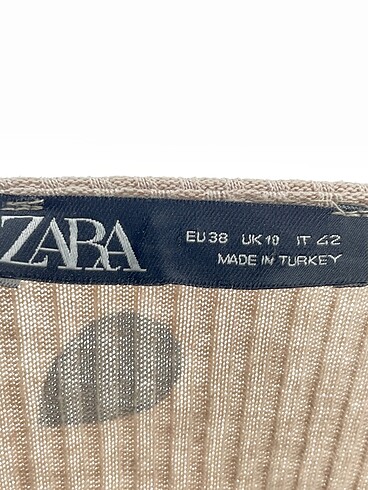 ZARA
EU 38 UK 10 IT 42
MADE IN TURKEY